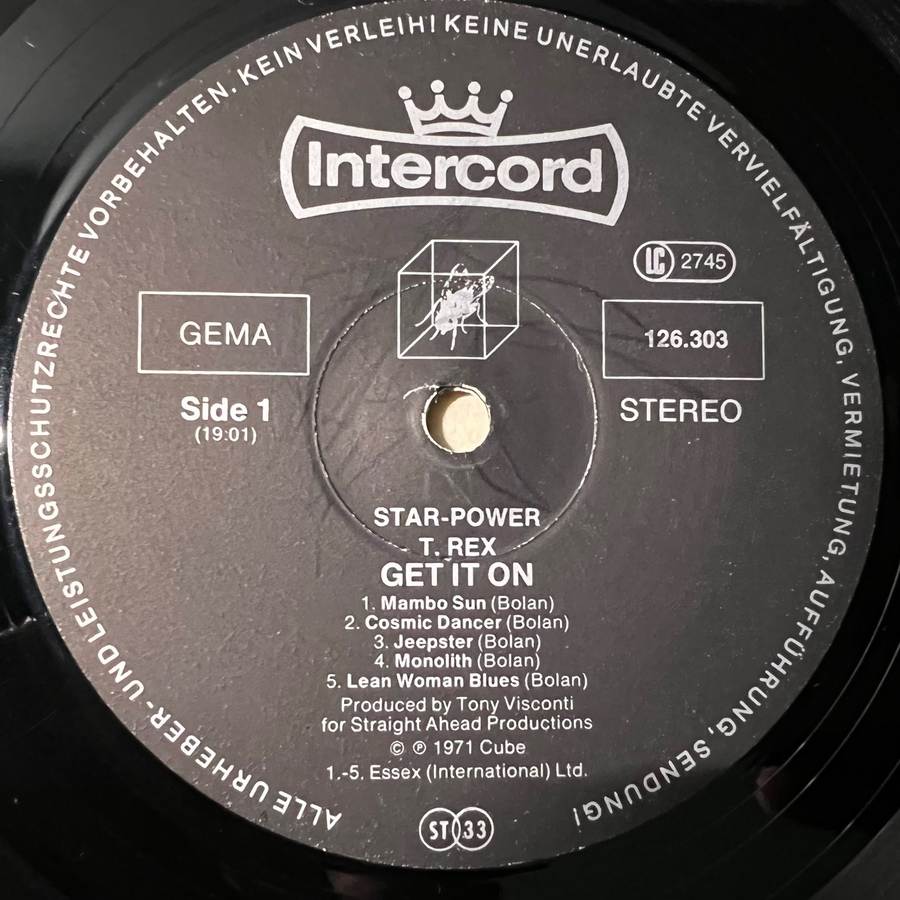 ALLE URHEBER- UND LEISTUNGSSCHUTZRECHTE VORBEHALTEN. KEIN VERLEIH! KEINE UNERLAUBTE VERVIELFÄLTIGUNG, VERMIETUNG, AUFFÜHRUNG, SENDUNG!
Intercord
LC 2745
GEMA
126.303
Side 1
(19:01)
STEREO
STAR-POWER
T. REX
GET IT ON
1. Mambo Sun (Bolan)
2. Cosmic Dancer (Bolan)
3. Jeepster (Bolan)
4. Monolith (Bolan)
5. Lean Woman Blues (Bolan)
Produced by Tony Visconti
for Straight Ahead Productions
© ℗ 1971 Cube
1.-5. Essex (International) Ltd.
ST 33